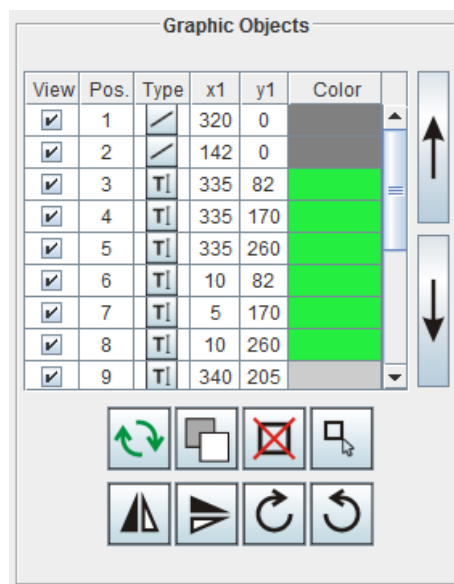 Graphic Objects
View Pos. Type x1 y1 Color
1 320 0
2 142 0
3 T 335 82
4 T 335 170
5 T 335 260
6 T 10 82
7 T 5 170
8 T 10 260
9 T 340 205